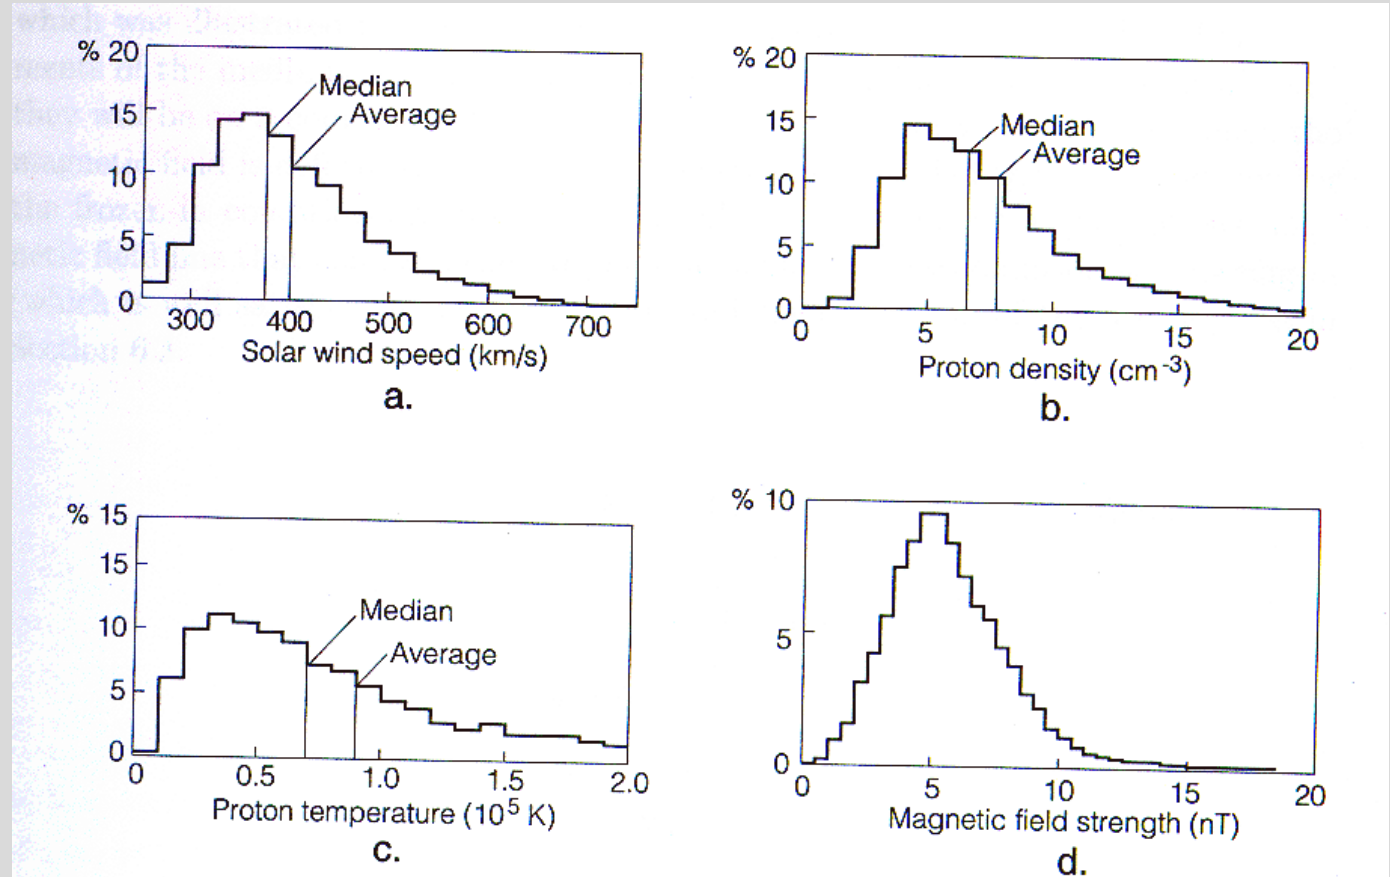 % 20
15
10
5
0
Median
Average
300 400 500 600 700
Solar wind speed (km/s)
a.
% 20
15
10
5
0
Median
Average
0 5 10 15 20
Proton density (cm⁻³)
b.
% 15
15
10
5
0
Median
Average
0 0.5 1.0 1.5 2.0
Proton temperature (10⁵ K)
c.
% 10
5
0
0 5 10 15 20
Magnetic field strength (nT)
d.